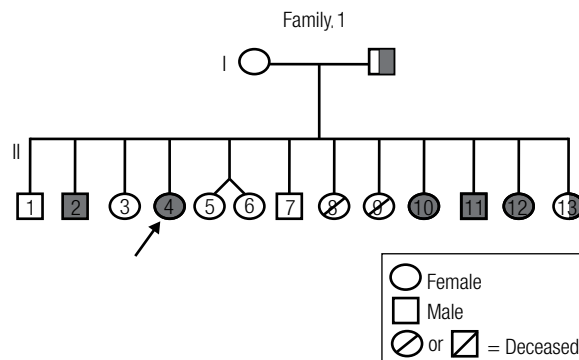 Family. 1
I
II
1 2 3 4 5 6 7 8 9 10 11 12 13
Female
Male
or = Deceased